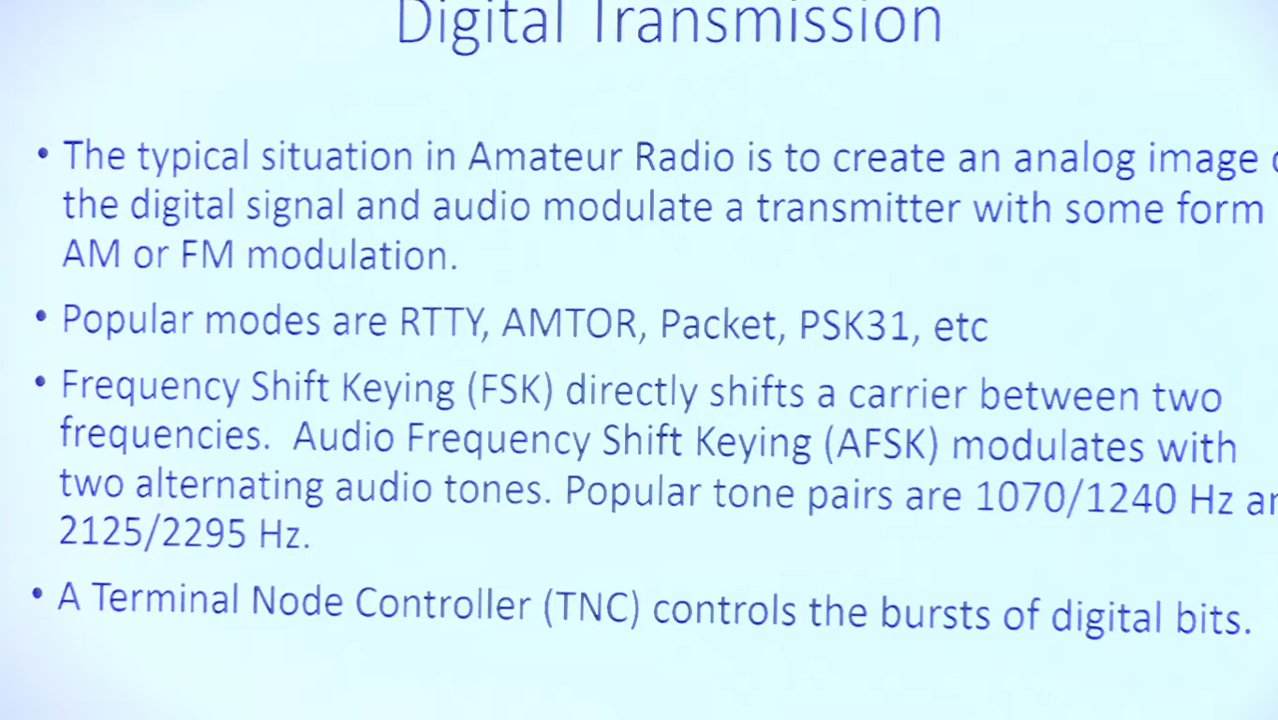 Digital Transmission
• The typical situation in Amateur Radio is to create an analog image
the digital signal and audio modulate a transmitter with some form
AM or FM modulation.
• Popular modes are RTTY, AMTOR, Packet, PSK31, etc
• Frequency Shift Keying (FSK) directly shifts a carrier between two
frequencies. Audio Frequency Shift Keying (AFSK) modulates with
two alternating audio tones. Popular tone pairs are 1070/1240 Hz
2125/2295 Hz.
• A Terminal Node Controller (TNC) controls the bursts of digital bits.